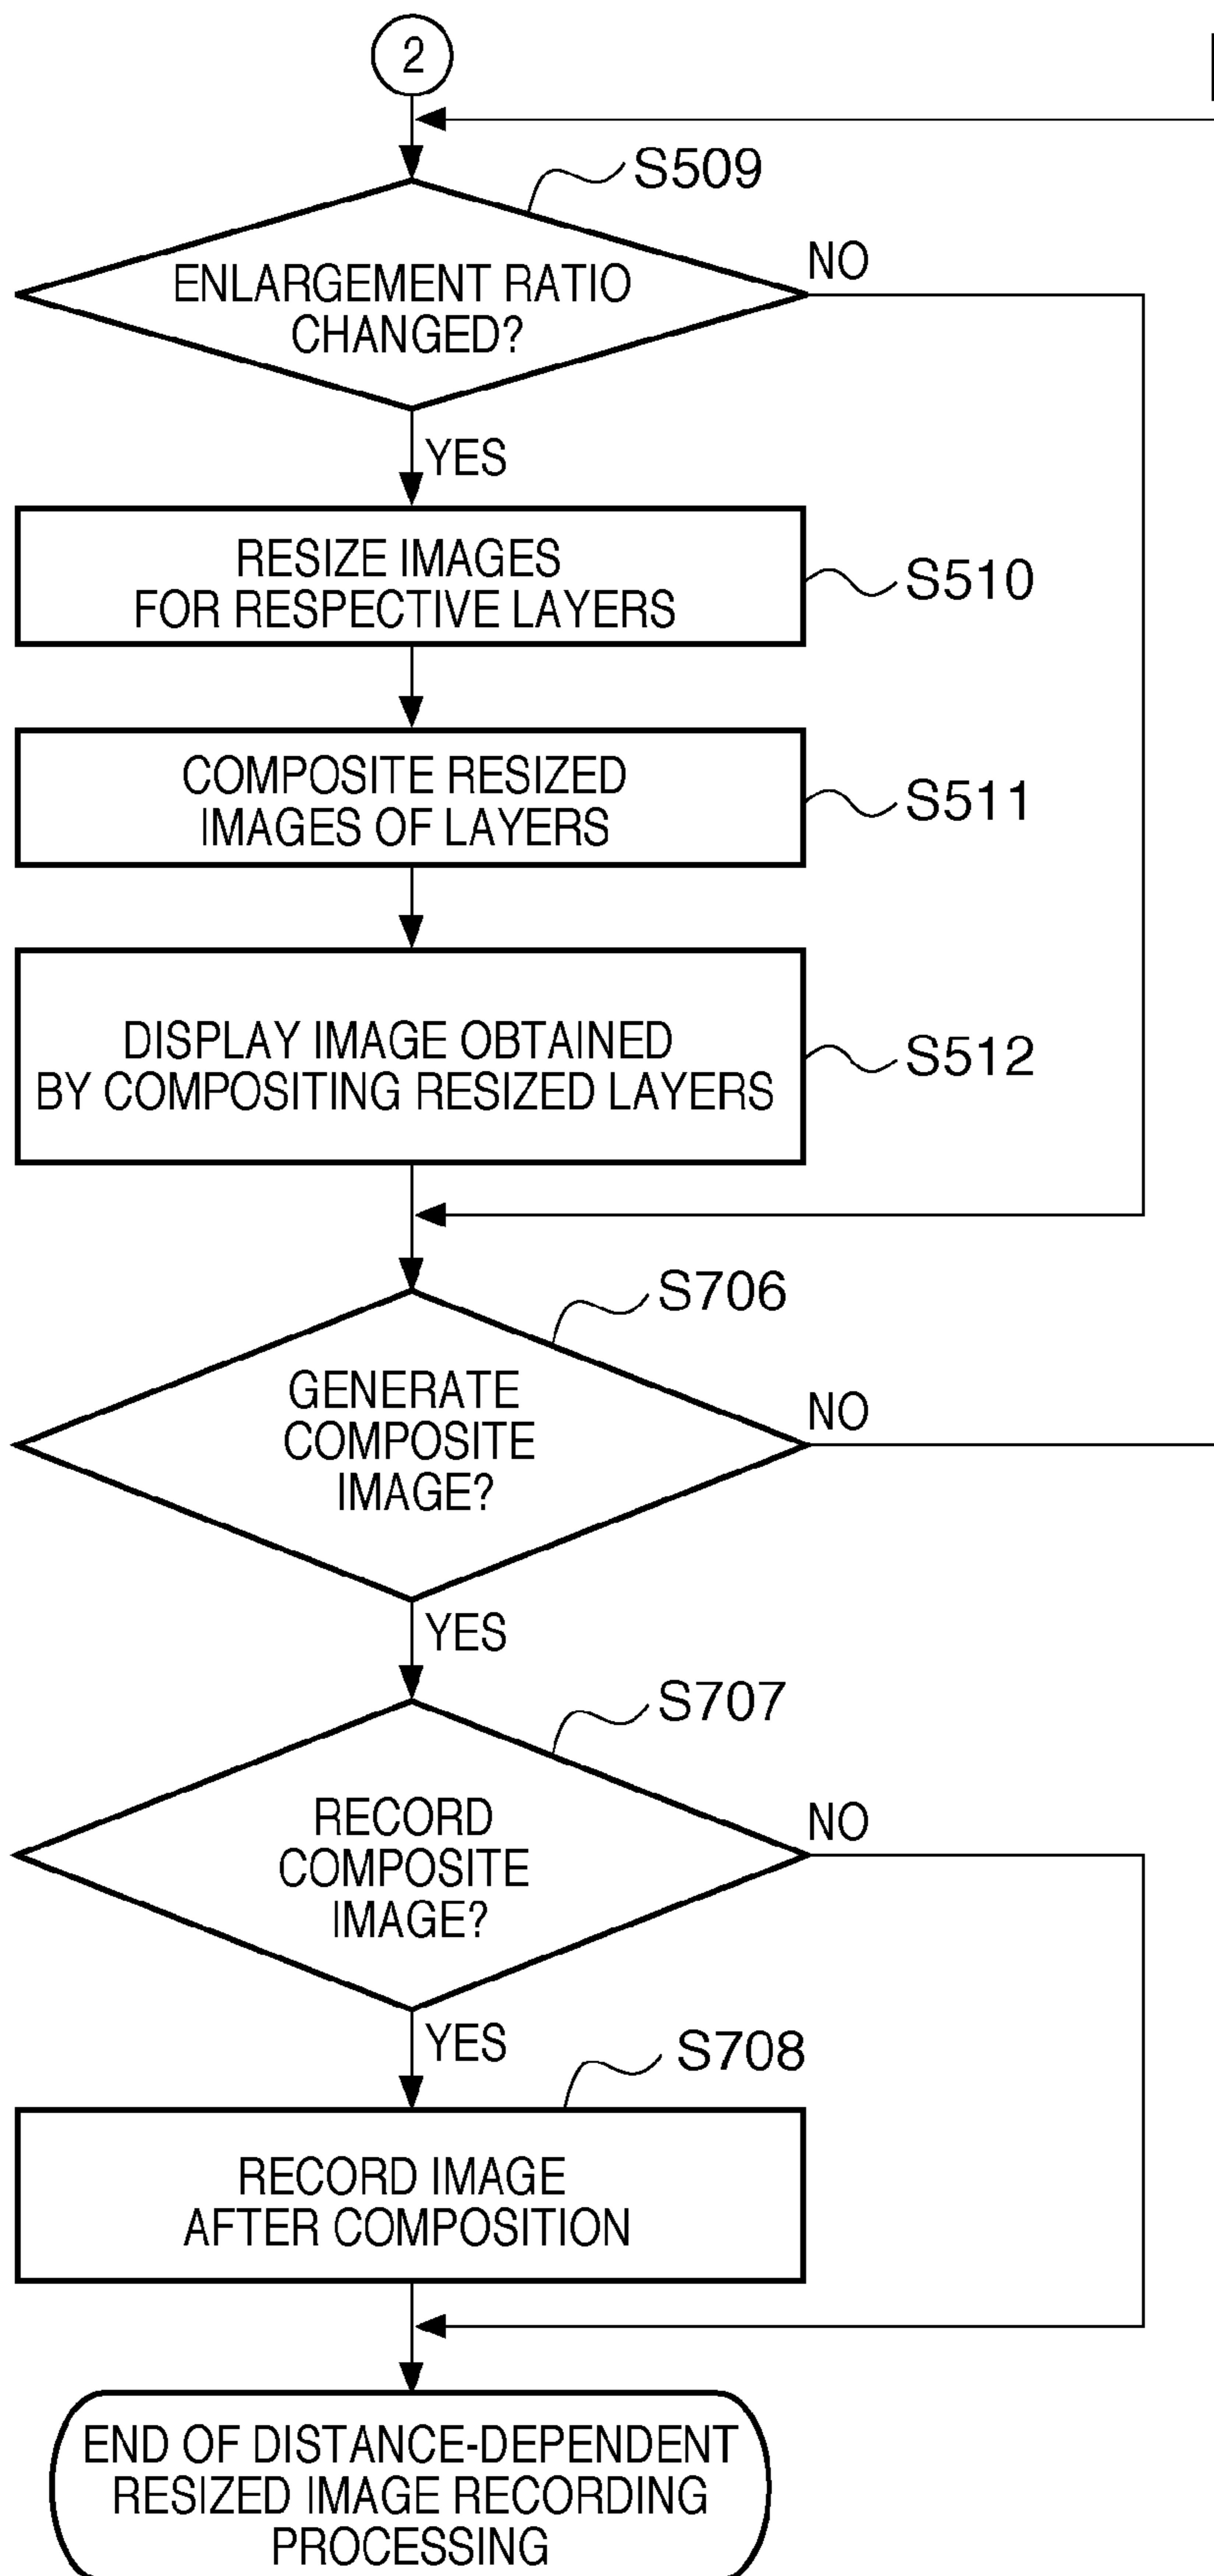 2
S509
ENLARGEMENT RATIO
CHANGED?
NO
YES
RESIZE IMAGES
FOR RESPECTIVE LAYERS
S510
COMPOSITE RESIZED
IMAGES OF LAYERS
S511
DISPLAY IMAGE OBTAINED
BY COMPOSITING RESIZED LAYERS
S512
S706
GENERATE
COMPOSITE
IMAGE?
NO
YES
S707
RECORD
COMPOSITE
IMAGE?
NO
YES
S708
RECORD IMAGE
AFTER COMPOSITION
END OF DISTANCE-DEPENDENT
RESIZED IMAGE RECORDING
PROCESSING